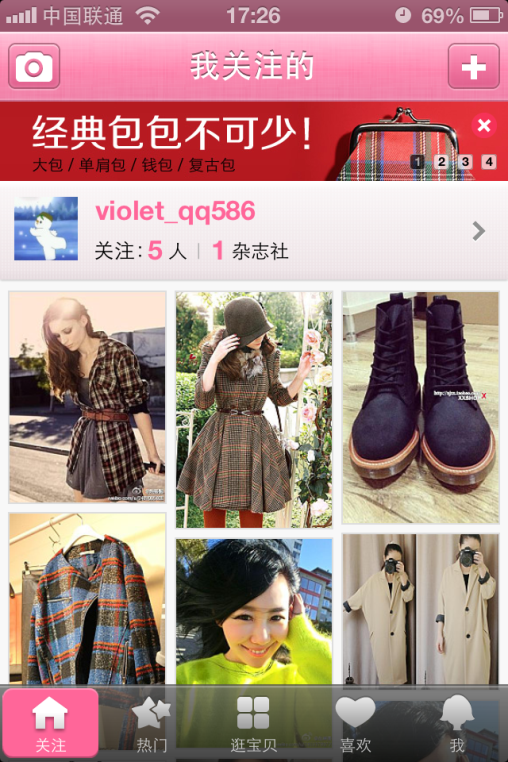 中国联通 17:26 69%
我关注的
经典包包不可少!
大包 / 单肩包 / 钱包 / 复古包
1 2 3 4
violet_qq586
关注: 5 人 | 1 杂志社
关注 热门 逛宝贝 喜欢 我